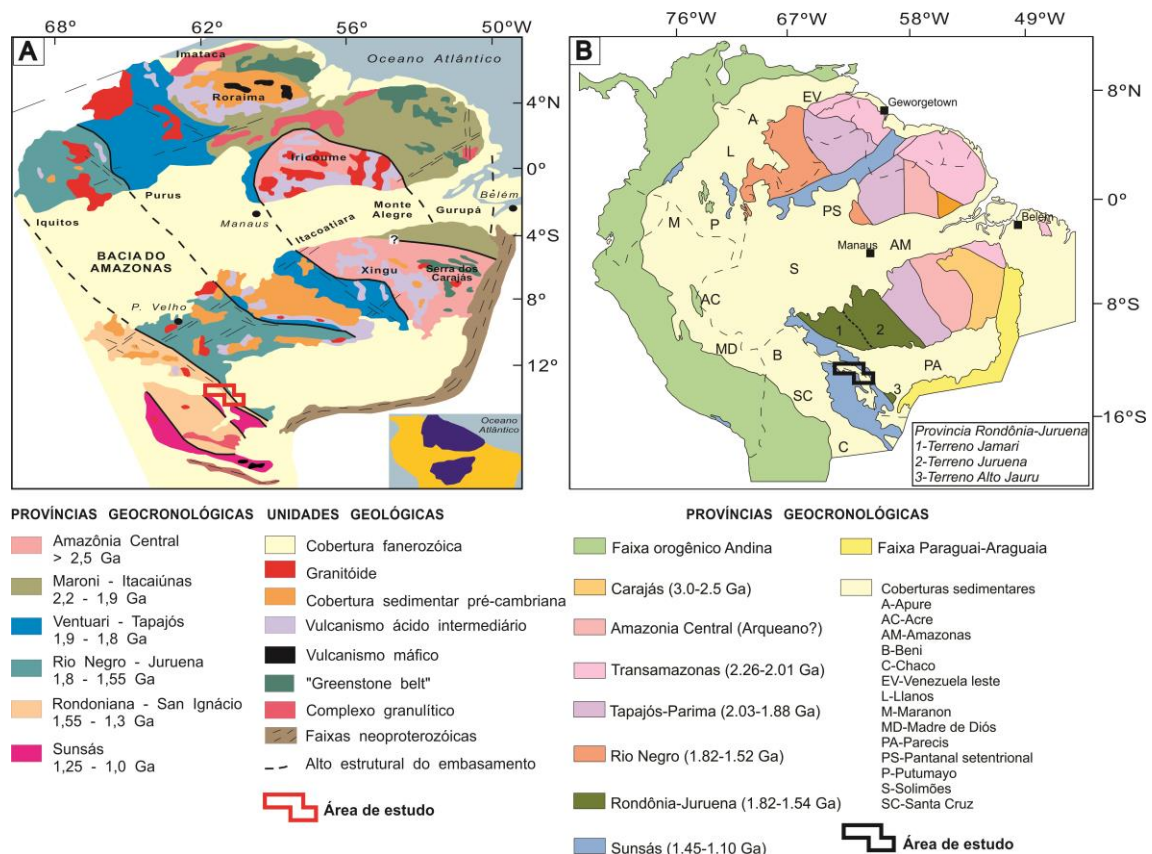 68°
62°
56°
50°W
A
Oceano Atlântico
Imataca
Roraima
4°N
Iricoume
0°
Purus
Iquitos
Manaus
Itacoatiara
Monte
Alegre
Gurupá
Belém
4°S
?
BACIA DO
AMAZONAS
Xingu
Serra dos
Carajás
8°
P. Velho
12°
Oceano
Atlântico
76°W
67°W
58°W
49°W
B
8°N
EV
Geworgetown
A
L
0°
M
P
PS
Belém
Manaus
AM
S
AC
8°S
1
2
MD
B
PA
SC
3
16°S
C
Provincia Rondônia-Juruena
1-Terreno Jamari
2-Terreno Juruena
3-Terreno Alto Jauru
PROVÍNCIAS GEOCRONOLÓGICAS
Amazônia Central
> 2,5 Ga
Maroni - Itacaiúnas
2,2 - 1,9 Ga
Ventuari - Tapajós
1,9 - 1,8 Ga
Rio Negro - Juruena
1,8 - 1,55 Ga
Rondoniana - San Ignácio
1,55 - 1,3 Ga
Sunsás
1,25 - 1,0 Ga
UNIDADES GEOLÓGICAS
Cobertura fanerozóica
Granitóide
Cobertura sedimentar pré-cambriana
Vulcanismo ácido intermediário
Vulcanismo máfico
"Greenstone belt"
Complexo granulítico
Faixas neoproterozóicas
Alto estrutural do embasamento
Área de estudo
PROVÍNCIAS GEOCRONOLÓGICAS
Faixa orogênico Andina
Carajás (3.0-2.5 Ga)
Amazonia Central (Arqueano?)
Transamazonas (2.26-2.01 Ga)
Tapajós-Parima (2.03-1.88 Ga)
Rio Negro (1.82-1.52 Ga)
Rondônia-Juruena (1.82-1.54 Ga)
Sunsás (1.45-1.10 Ga)
Faixa Paraguai-Araguaia
Coberturas sedimentares
A-Apure
AC-Acre
AM-Amazonas
B-Beni
C-Chaco
EV-Venezuela leste
L-Llanos
M-Maranon
MD-Madre de Diós
PA-Parecis
PS-Pantanal setentrional
P-Putumayo
S-Solimões
SC-Santa Cruz
Área de estudo